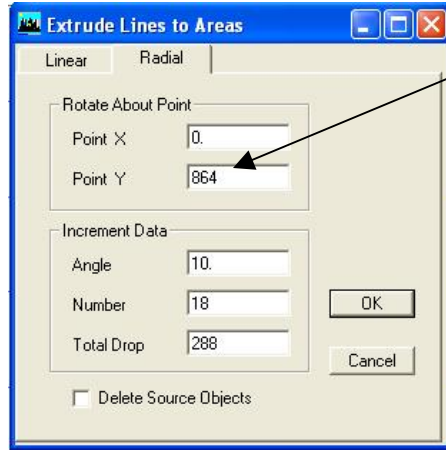 Extrude Lines to Areas
Linear Radial
Rotate About Point
Point X 0.
Point Y 864
Increment Data
Angle 10.
Number 18
Total Drop 288
OK
Cancel
Delete Source Objects